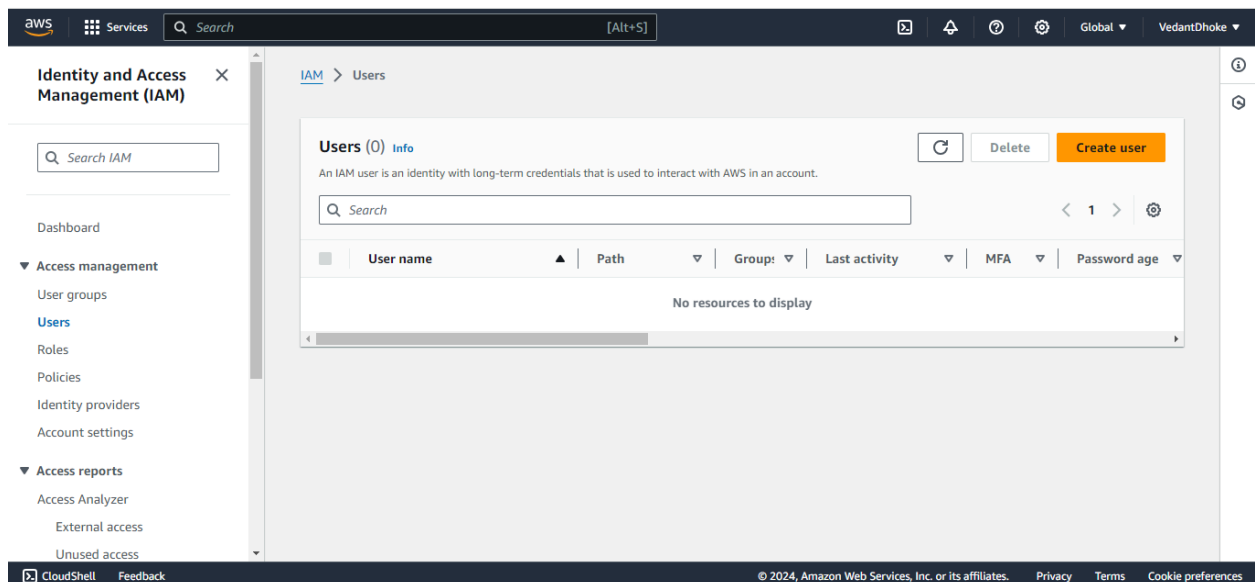 aws Services Search [Alt+S] Global VedantDhoke
Identity and Access
Management (IAM)
Search IAM
Dashboard
Access management
User groups
Users
Roles
Policies
Identity providers
Account settings
Access reports
Access Analyzer
External access
Unused access
IAM > Users
Users (0) Info
Delete
Create user
An IAM user is an identity with long-term credentials that is used to interact with AWS in an account.
Search
< 1 >
User name Path Groups Last activity MFA Password age
No resources to display
CloudShell Feedback © 2024, Amazon Web Services, Inc. or its affiliates. Privacy Terms Cookie preferences